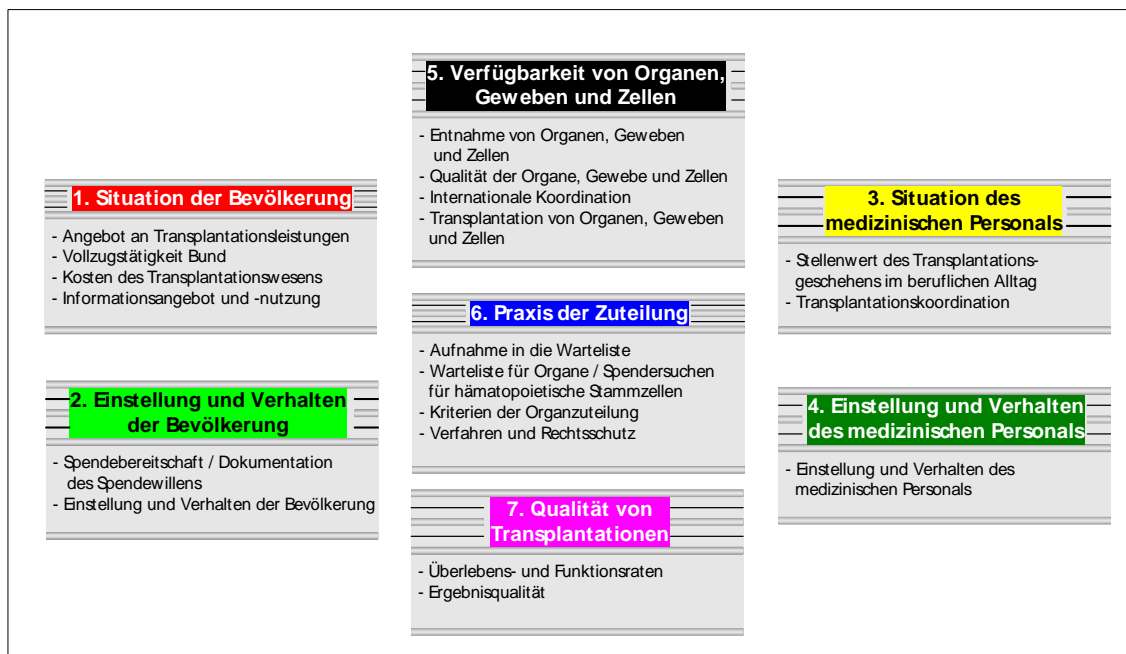 1. Situation der Bevölkerung
- Angebot an Transplantationsleistungen
- Vollzugstätigkeit Bund
- Kosten des Transplantationswesens
- Informationsangebot und -nutzung
2. Einstellung und Verhalten
der Bevölkerung
- Spendebereitschaft / Dokumentation
des Spendewillens
- Einstellung und Verhalten der Bevölkerung
5. Verfügbarkeit von Organen,
Geweben und Zellen
- Entnahme von Organen, Geweben
und Zellen
- Qualität der Organe, Gewebe und Zellen
- Internationale Koordination
- Transplantation von Organen, Geweben
und Zellen
6. Praxis der Zuteilung
- Aufnahme in die Warteliste
- Warteliste für Organe / Spendersuchen
für hämatopoietische Stammzellen
- Kriterien der Organzuteilung
- Verfahren und Rechtsschutz
7. Qualität von
Transplantationen
- Überlebens- und Funktionsraten
- Ergebnisqualität
3. Situation des
medizinischen Personals
- Stellenwert des Transplantations-
geschehens im beruflichen Alltag
- Transplantationskoordination
4. Einstellung und Verhalten
des medizinischen Personals
- Einstellung und Verhalten des
medizinischen Personals